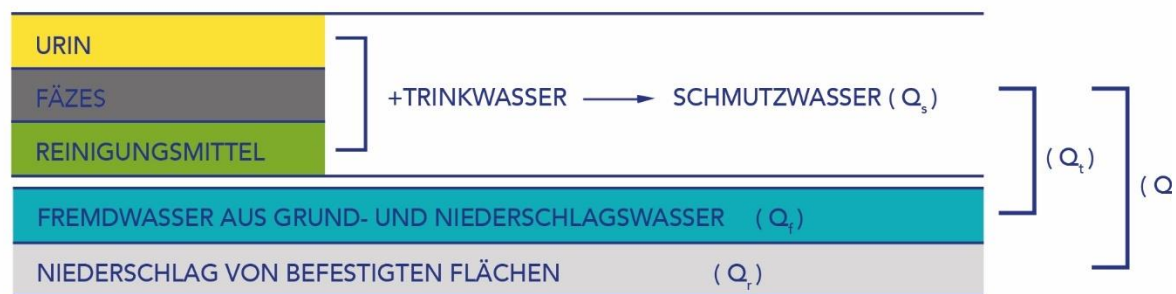 URIN
FÄZES
REINIGUNGSMITTEL
+TRINKWASSER → SCHMUTZWASSER ( Qs )
( Qt )
( Q
FREMDWASSER AUS GRUND- UND NIEDERSCHLAGSWASSER ( Qf )
NIEDERSCHLAG VON BEFESTIGTEN FLÄCHEN ( Qr )